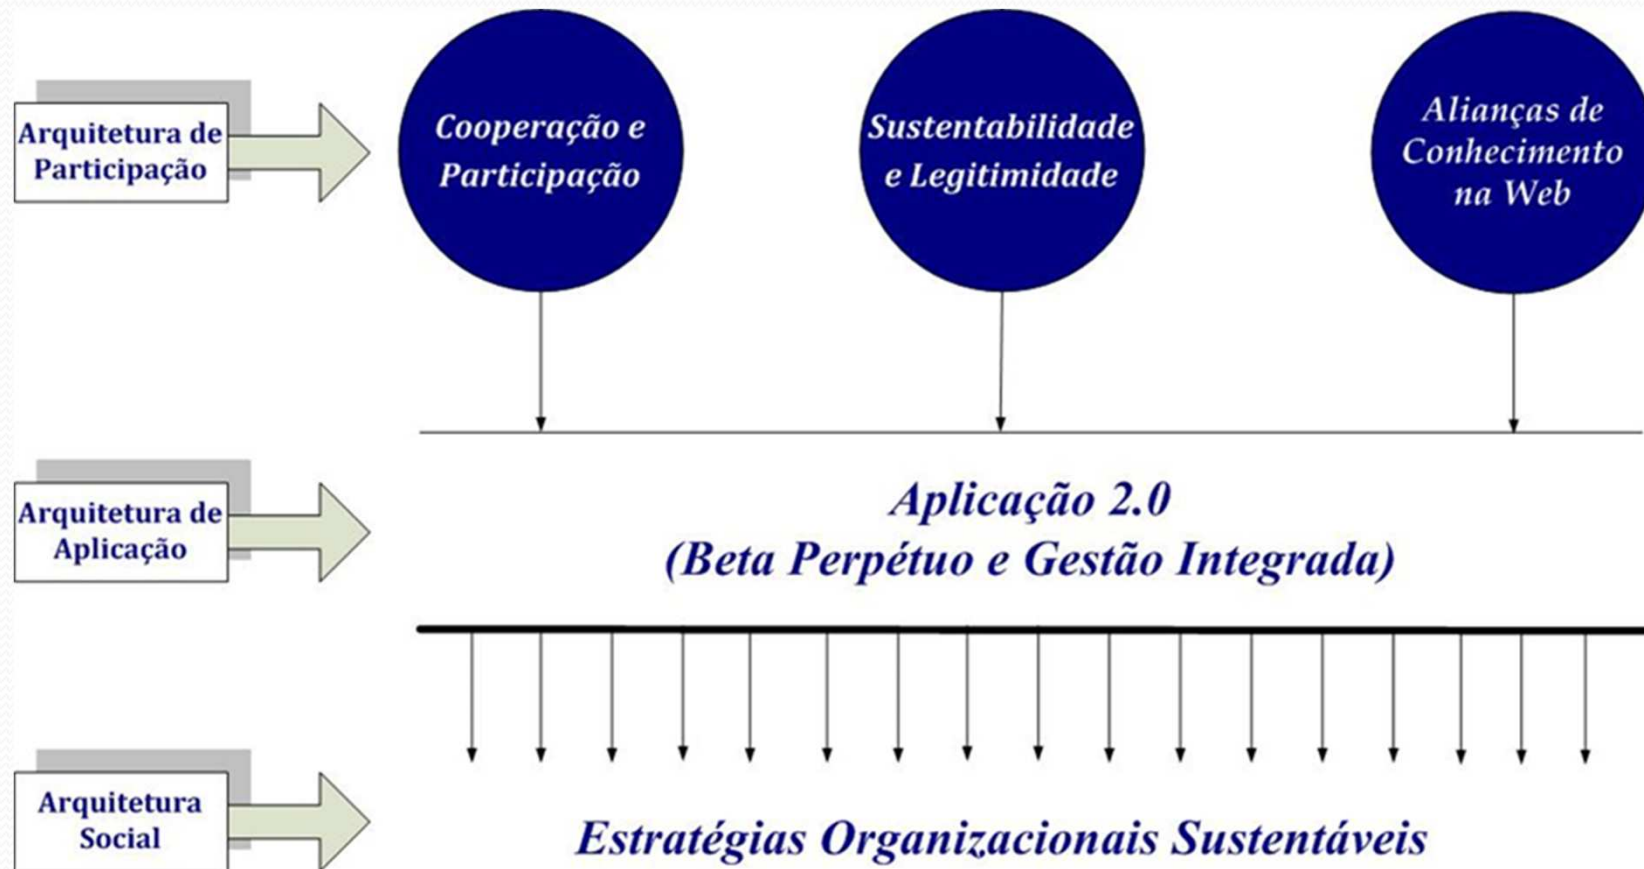 Arquitetura de
Participação
Cooperação e
Participação
Sustentabilidade
e Legitimidade
Alianças de
Conhecimento
na Web
Arquitetura de
Aplicação
Aplicação 2.0
(Beta Perpétuo e Gestão Integrada)
Arquitetura
Social
Estratégias Organizacionais Sustentáveis